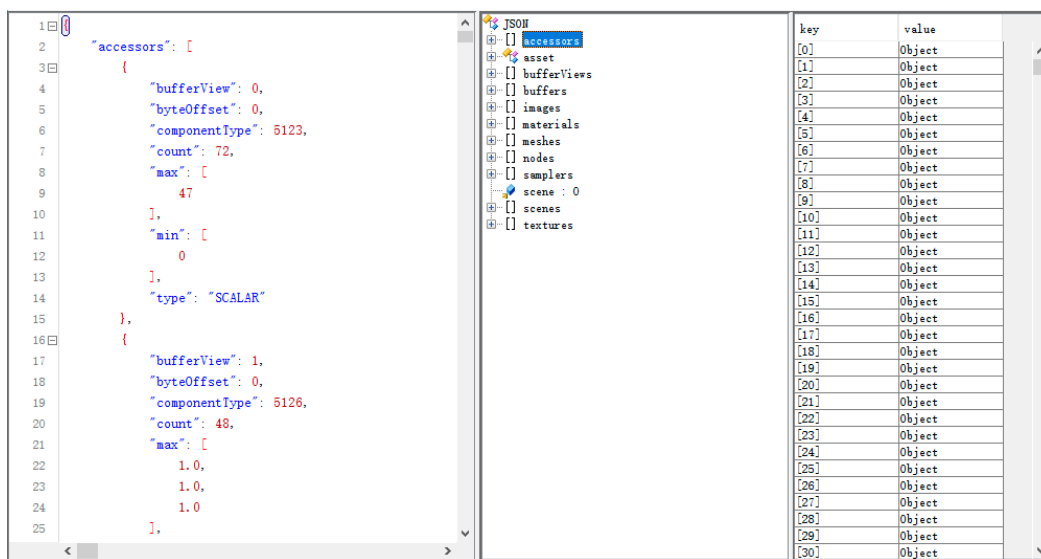 1 {
2 "accessors": [
3 {
4 "bufferView": 0,
5 "byteOffset": 0,
6 "componentType": 5123,
7 "count": 72,
8 "max": [
9 47
10 ],
11 "min": [
12 0
13 ],
14 "type": "SCALAR"
15 },
16 {
17 "bufferView": 1,
18 "byteOffset": 0,
19 "componentType": 5126,
20 "count": 48,
21 "max": [
22 1.0,
23 1.0,
24 1.0
25 ],
JSON
[] accessors
asset
[] bufferViews
[] buffers
[] images
[] materials
[] meshes
[] nodes
[] samplers
scene : 0
[] scenes
[] textures
key value
[0] Object
[1] Object
[2] Object
[3] Object
[4] Object
[5] Object
[6] Object
[7] Object
[8] Object
[9] Object
[10] Object
[11] Object
[12] Object
[13] Object
[14] Object
[15] Object
[16] Object
[17] Object
[18] Object
[19] Object
[20] Object
[21] Object
[22] Object
[23] Object
[24] Object
[25] Object
[26] Object
[27] Object
[28] Object
[29] Object
[30] Object